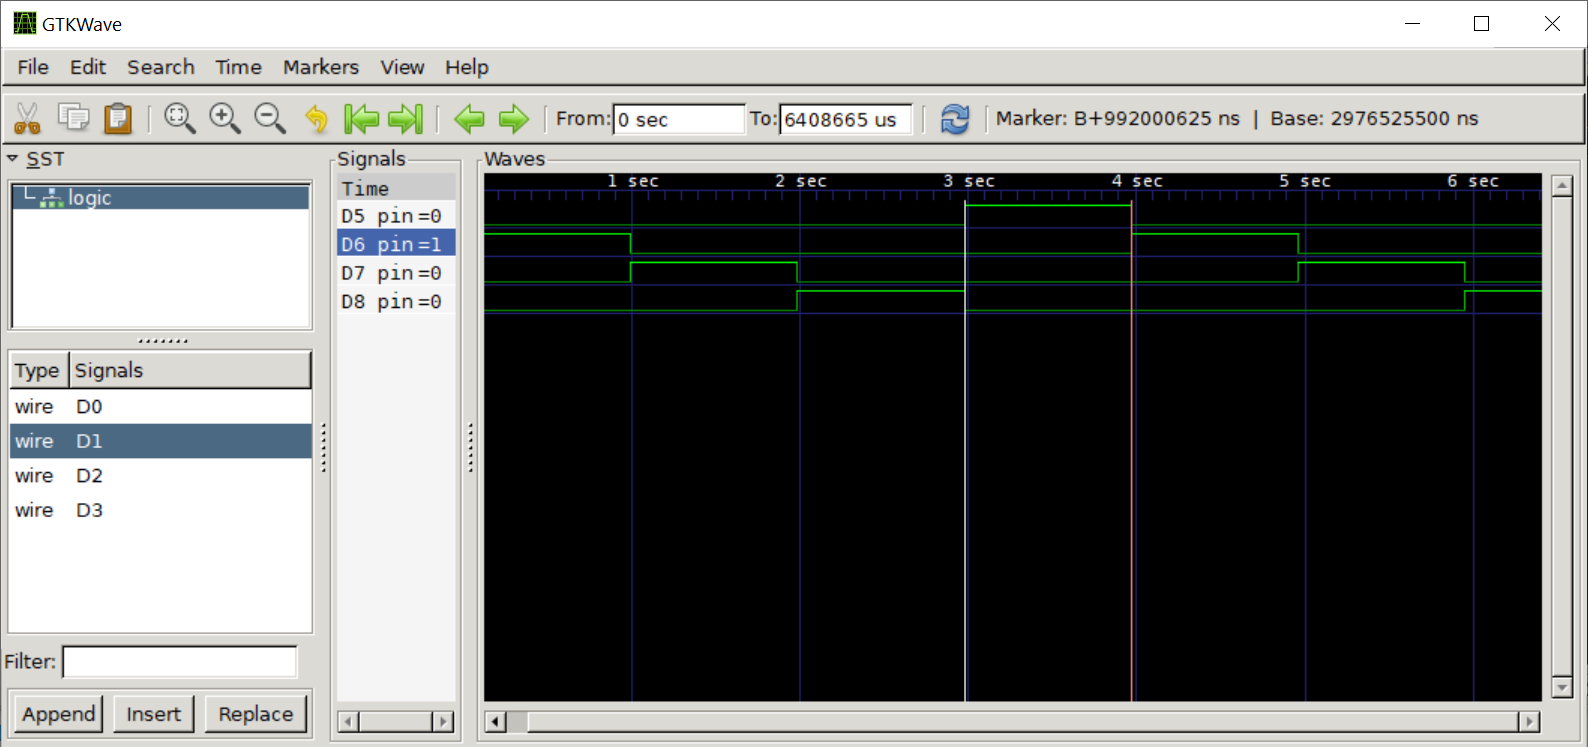 GTKWave
File Edit Search Time Markers View Help
From: 0 sec To: 6408665 us Marker: B+992000625 ns | Base: 2976525500 ns
SST
logic
Type Signals
wire D0
wire D1
wire D2
wire D3
Filter:
Append Insert Replace
Signals
Time
D5 pin=0
D6 pin=1
D7 pin=0
D8 pin=0
Waves
1 sec 2 sec 3 sec 4 sec 5 sec 6 sec